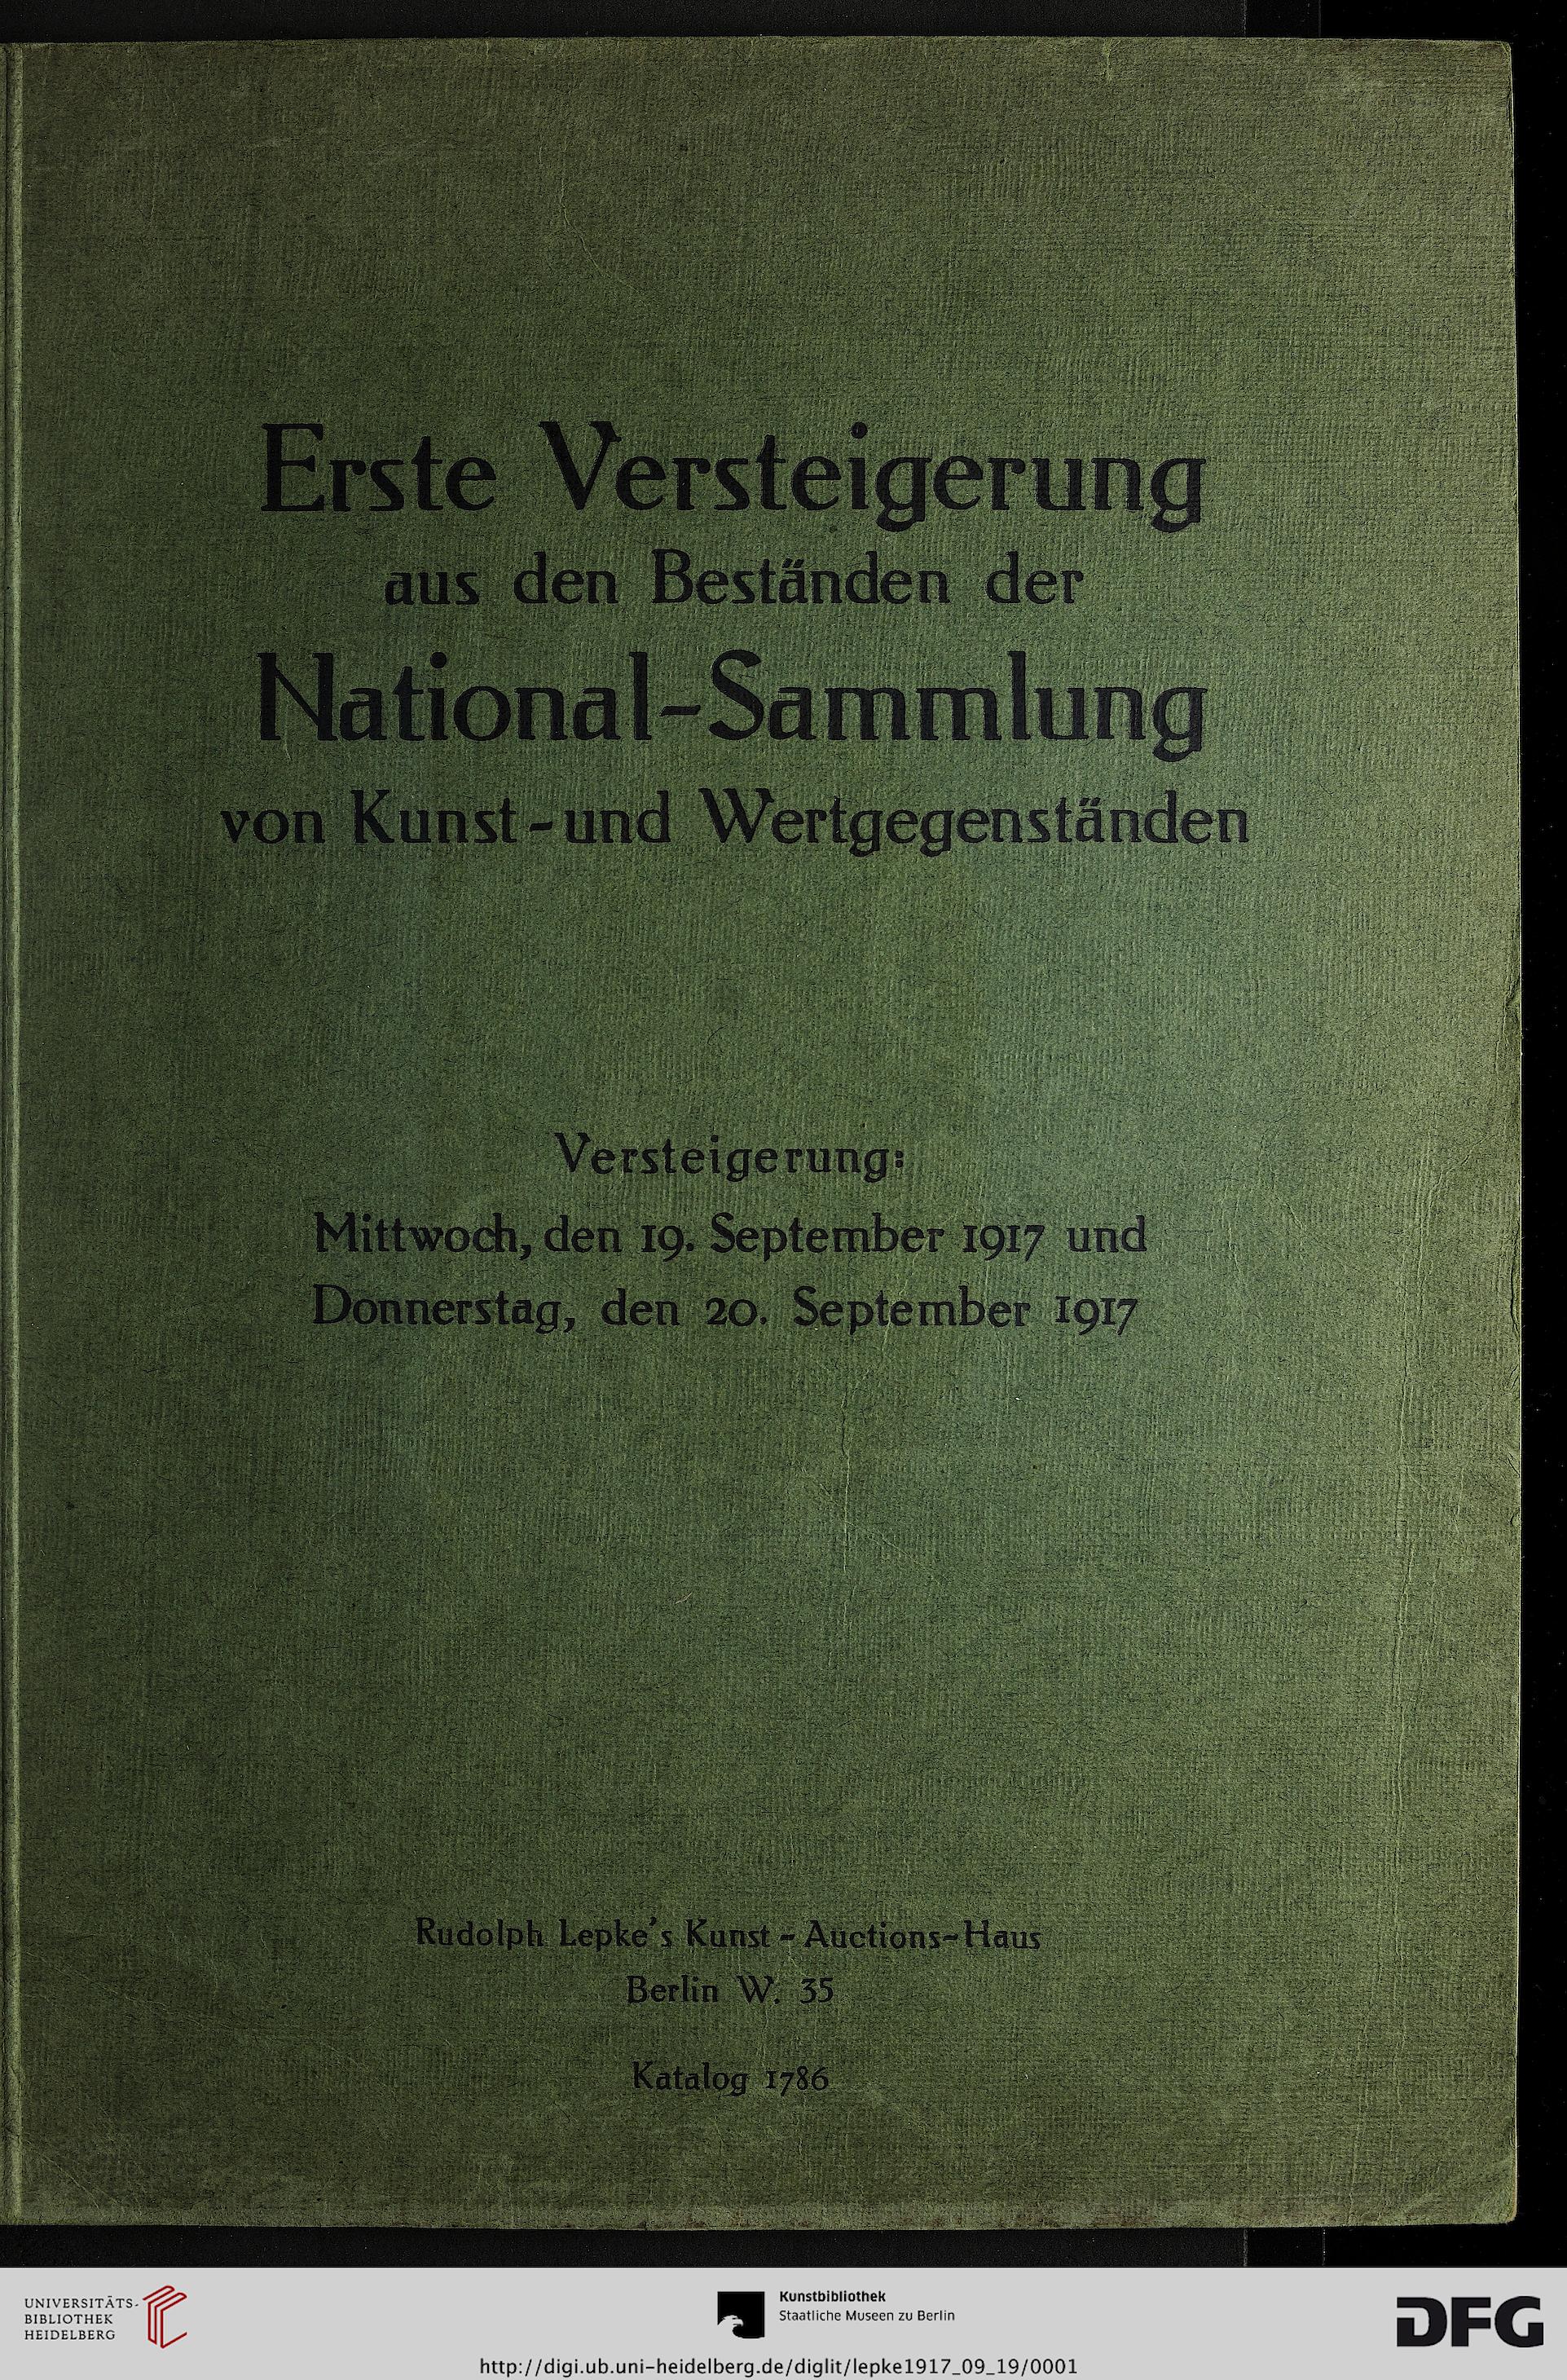 Erste Versteigerung
aus den Beständen der
National-Sammlung
von Kunst-und Wertgegenständen
Versteigerung:
Mittwoch, den 19. September 1917 und
Donnerstag, den 20. September 1917
Rudolph Lepke's Kunst-Auctions-Haus
Berlin W. 35
Katalog 1786
UNIVERSITÄTS-
BIBLIOTHEK
HEIDELBERG
Kunstbibliothek
Staatliche Museen zu Berlin
DFG
http://digi.ub.uni-heidelberg.de/diglit/lepke1917_09_19/0001